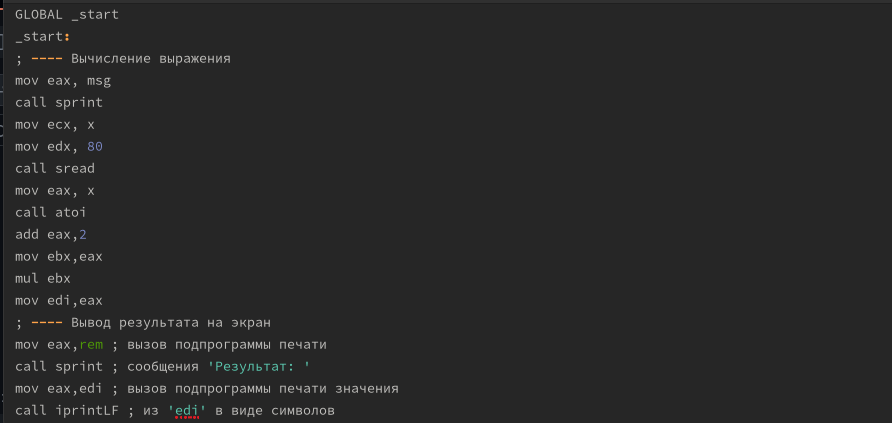 GLOBAL _start
_start:
; ---- Вычисление выражения
mov eax, msg
call sprint
mov ecx, x
mov edx, 80
call sread
mov eax, x
call atoi
add eax,2
mov ebx,eax
mul ebx
mov edi,eax
; ---- Вывод результата на экран
mov eax,rem ; вызов подпрограммы печати
call sprint ; сообщения 'Результат: '
mov eax,edi ; вызов подпрограммы печати значения
call iprintLF ; из 'edi' в виде символов